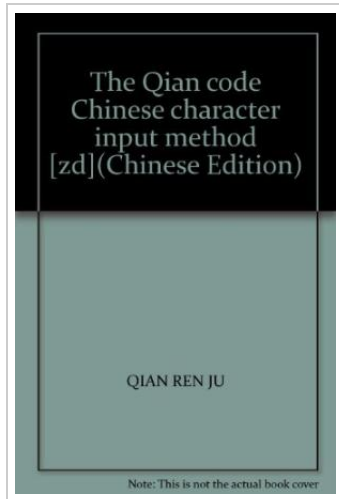 The Qian code
Chinese character
input method
[zd](Chinese Edition)
QIAN REN JU
Note: This is not the actual book cover